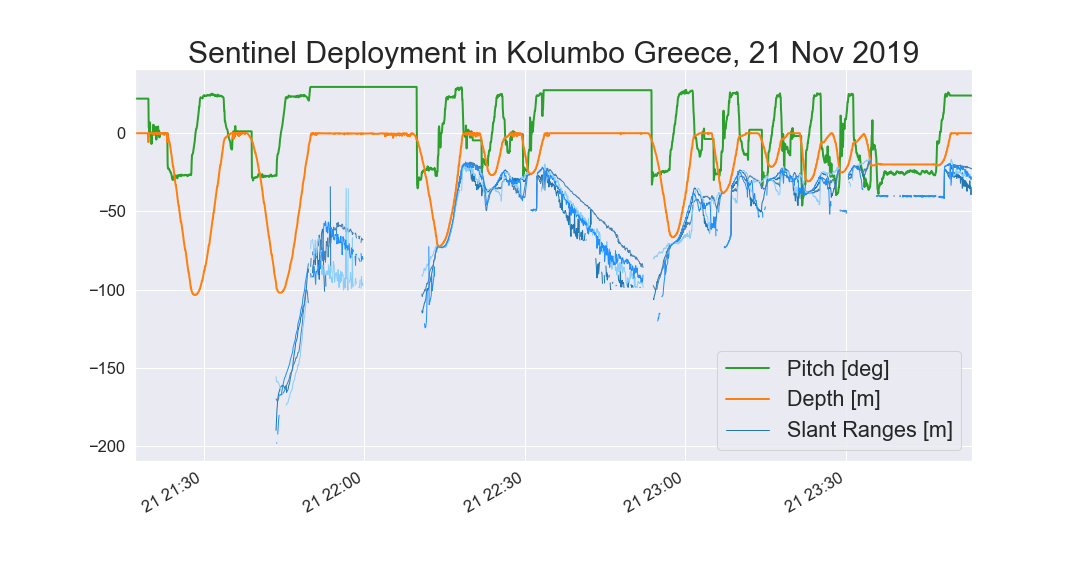 Sentinel Deployment in Kolumbo Greece, 21 Nov 2019
0
−50
−100
−150
−200
Pitch [deg]
Depth [m]
Slant Ranges [m]
21 21:30
21 22:00
21 22:30
21 23:00
21 23:30